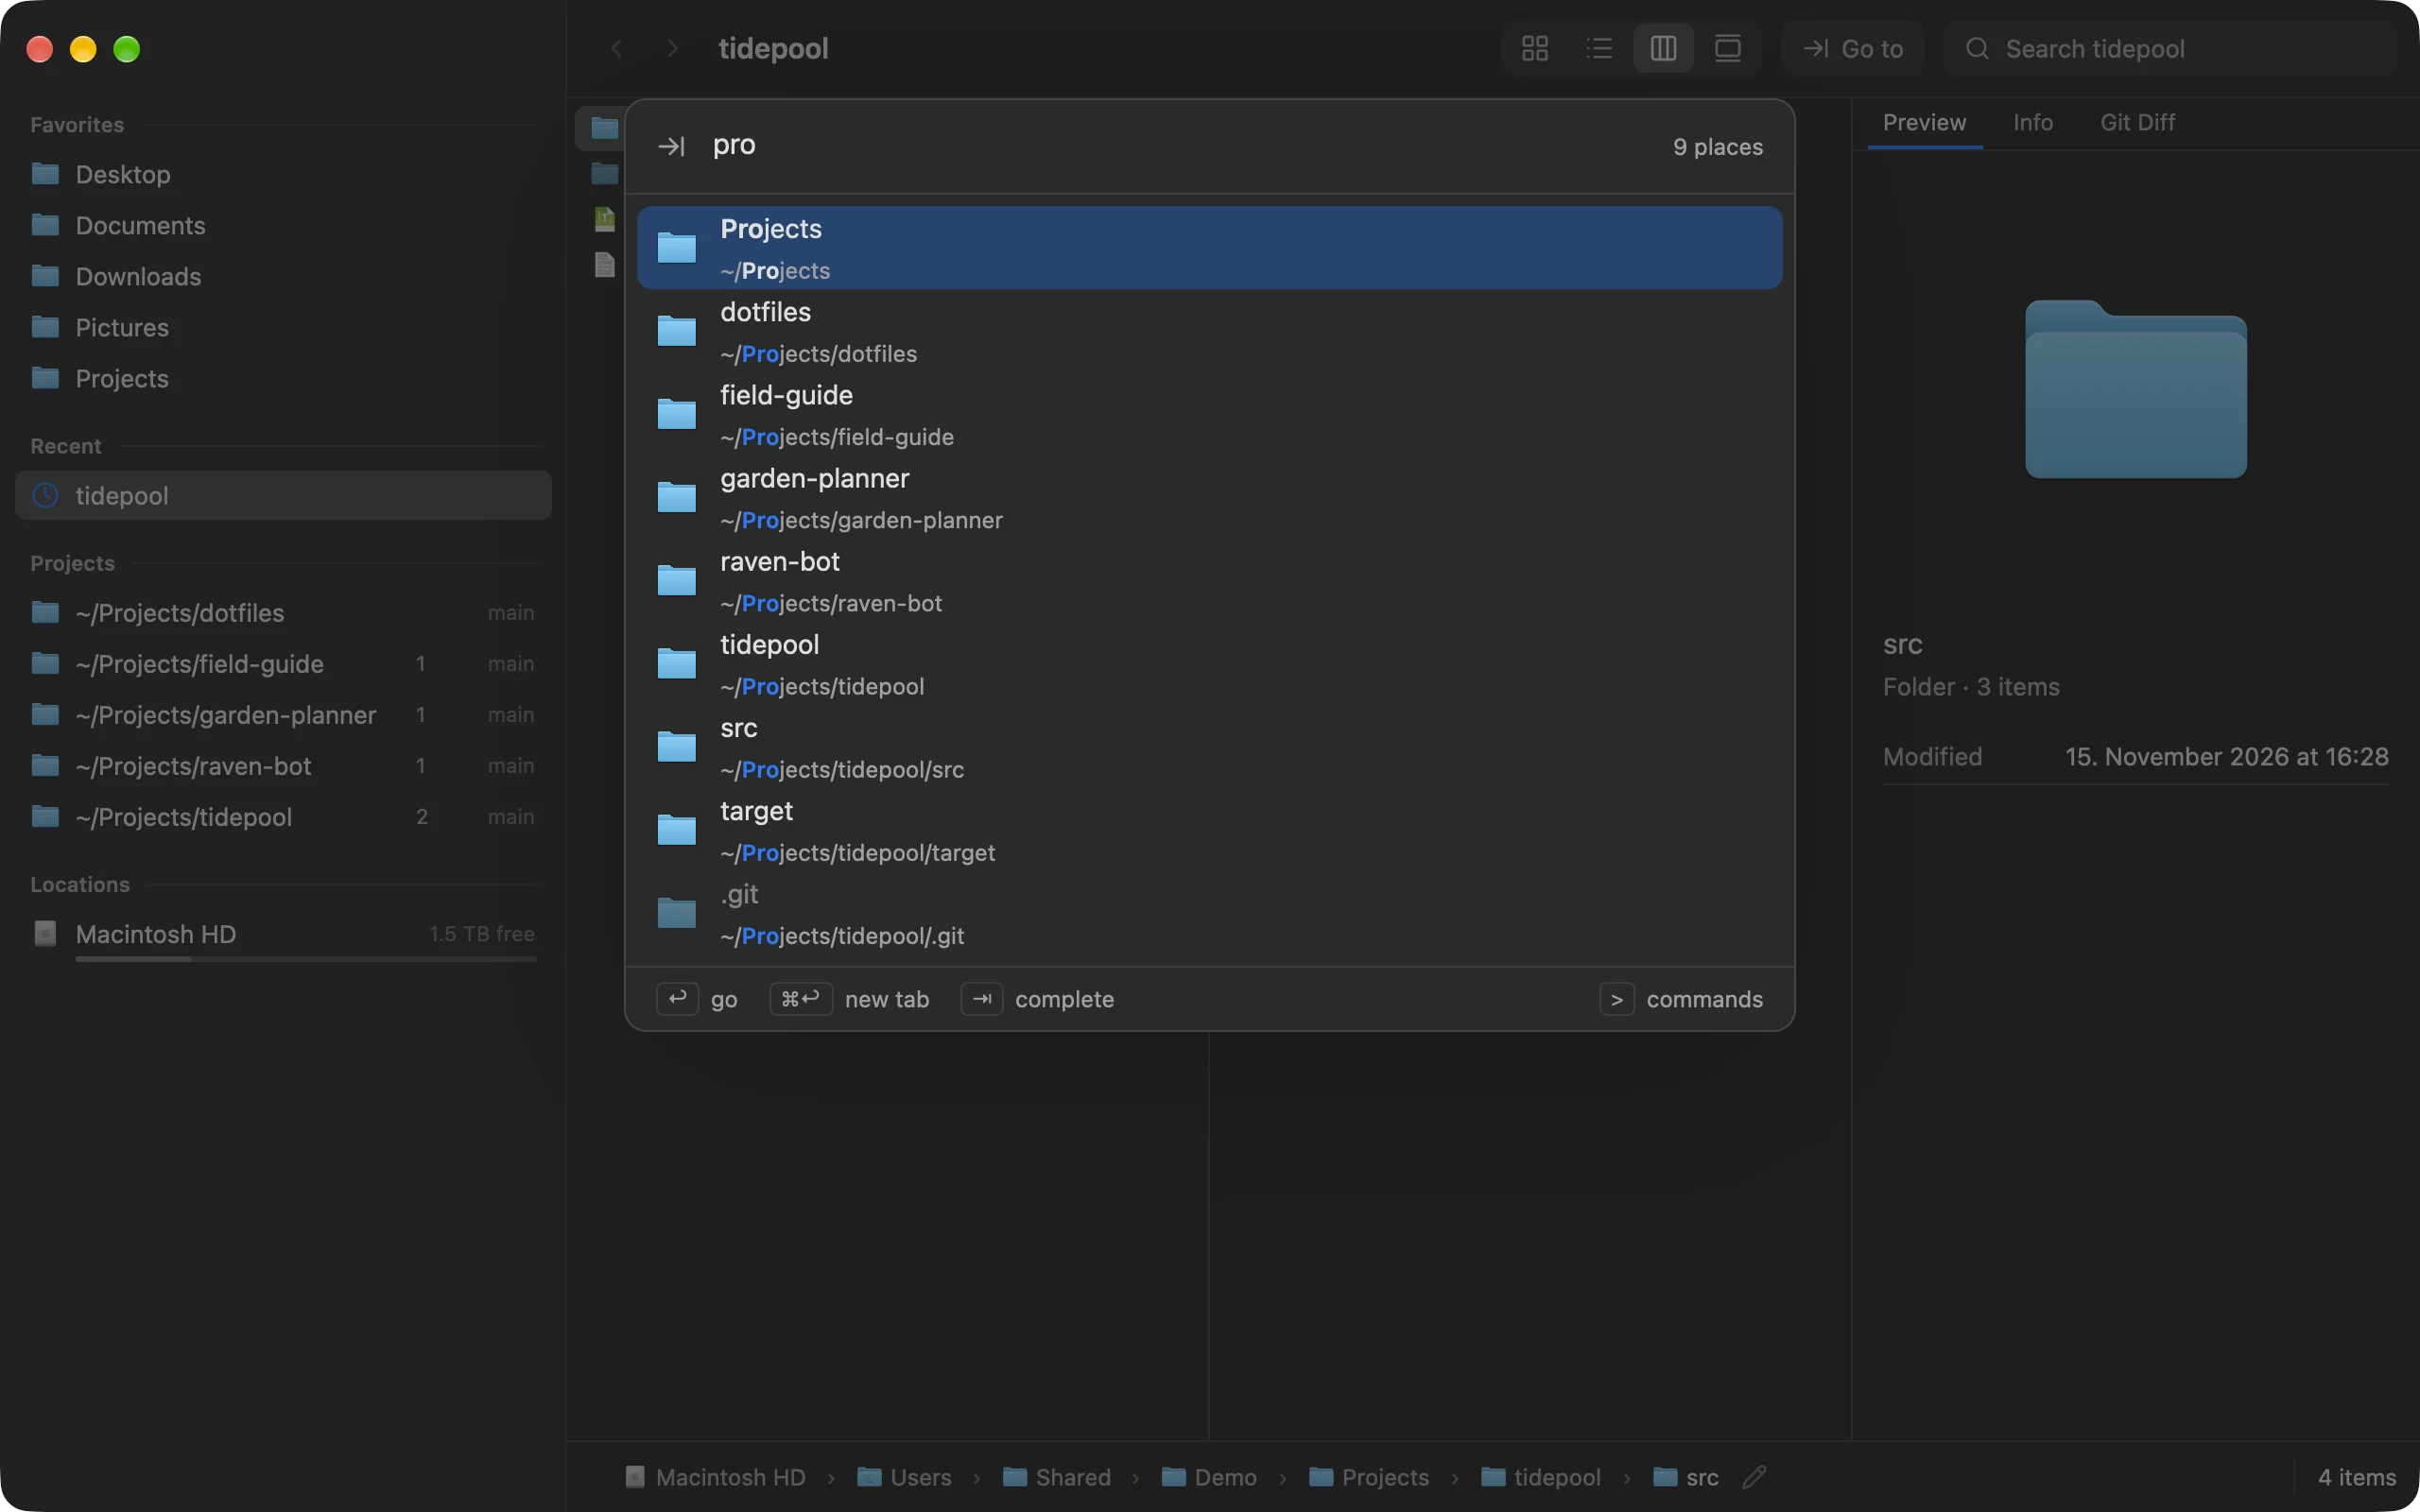 tidepool
Go to
Search tidepool
Favorites
Desktop
Documents
Downloads
Pictures
Projects
Recent
tidepool
Projects
~/Projects/dotfiles main
~/Projects/field-guide 1 main
~/Projects/garden-planner 1 main
~/Projects/raven-bot 1 main
~/Projects/tidepool 2 main
Locations
Macintosh HD 1.5 TB free
pro 9 places
Projects
~/Projects
dotfiles
~/Projects/dotfiles
field-guide
~/Projects/field-guide
garden-planner
~/Projects/garden-planner
raven-bot
~/Projects/raven-bot
tidepool
~/Projects/tidepool
src
~/Projects/tidepool/src
target
~/Projects/tidepool/target
.git
~/Projects/tidepool/.git
↩ go ⌘↩ new tab ⇥ complete > commands
Preview Info Git Diff
src
Folder · 3 items
Modified 15. November 2026 at 16:28
Macintosh HD › Users › Shared › Demo › Projects › tidepool › src
4 items